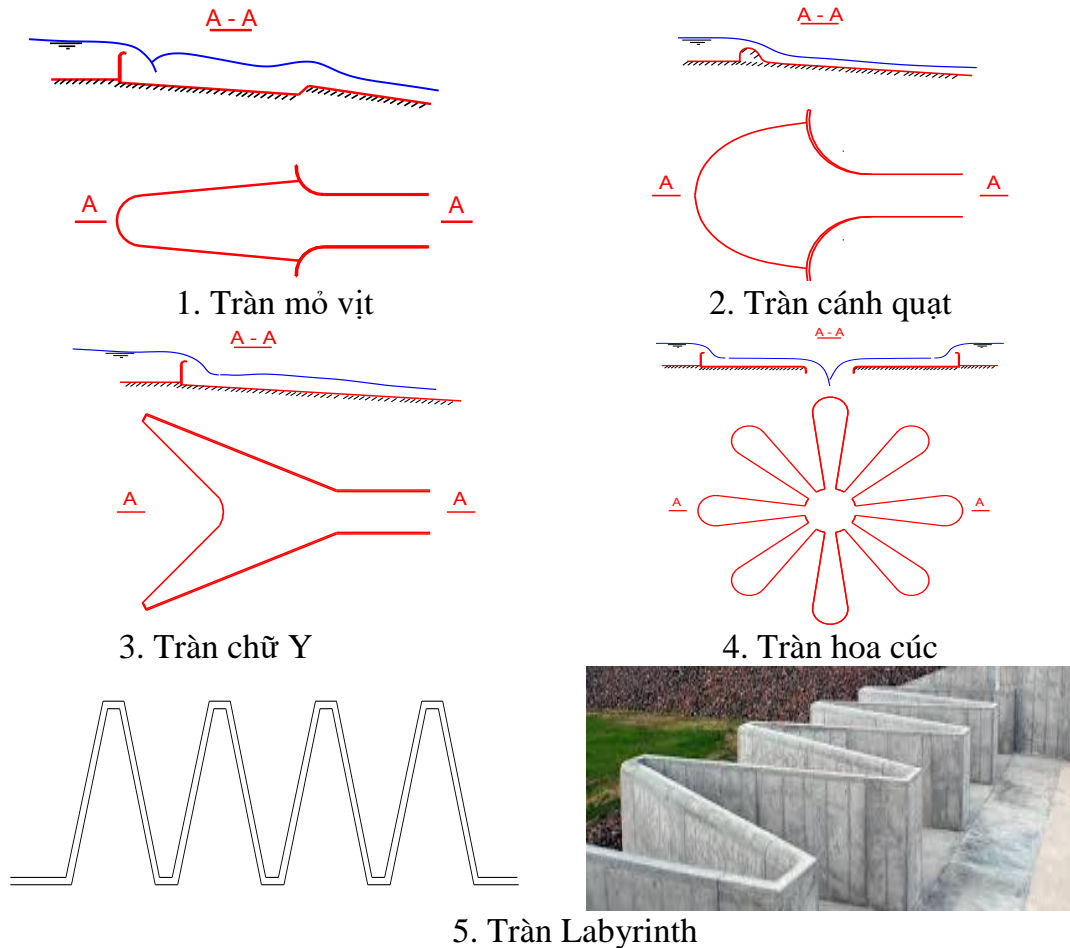 A - A
A - A
A A
A A
1. Tràn mỏ vịt
2. Tràn cánh quạt
A - A
A - A
A A
A A
3. Tràn chữ Y
4. Tràn hoa cúc
5. Tràn Labyrinth